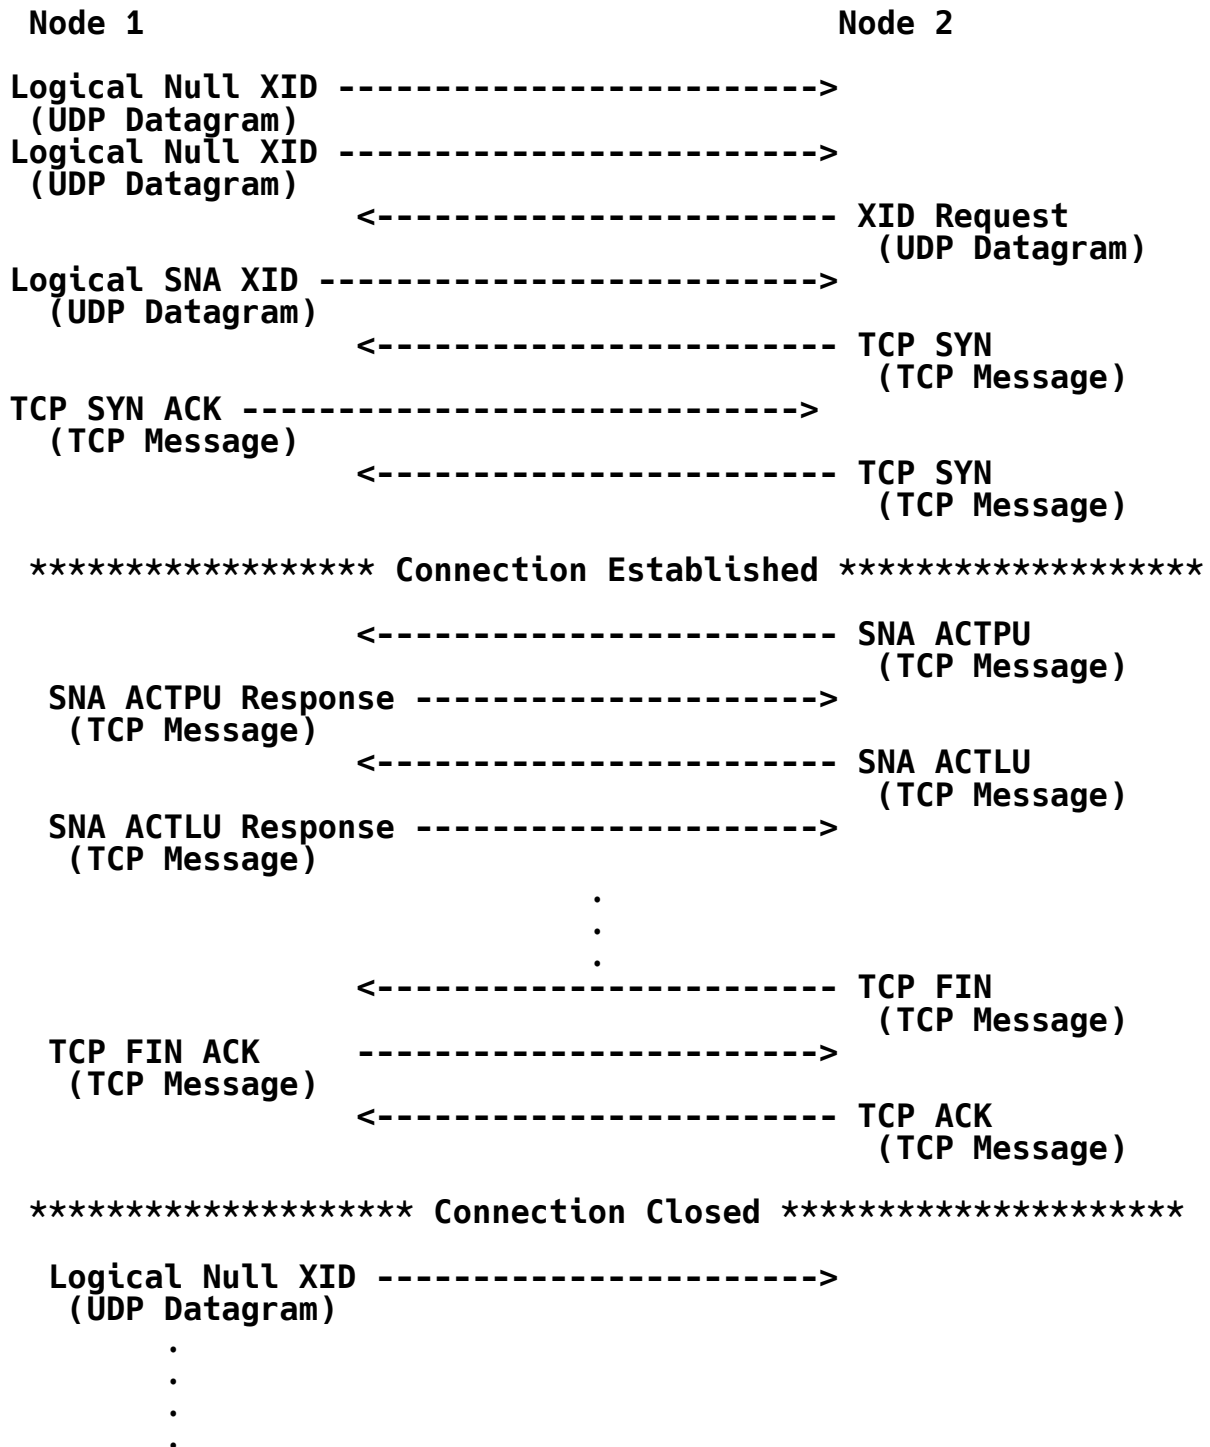 Node 1                                    Node 2

Logical Null XID ------------------------->
 (UDP Datagram)
Logical Null XID ------------------------->
 (UDP Datagram)
                  <------------------------ XID Request
                                             (UDP Datagram)
Logical SNA XID -------------------------->
  (UDP Datagram)
                  <------------------------ TCP SYN
                                             (TCP Message)
TCP SYN ACK ----------------------------->
  (TCP Message)
                  <------------------------ TCP SYN
                                             (TCP Message)

 ****************** Connection Established *******************

                  <------------------------ SNA ACTPU
                                             (TCP Message)
  SNA ACTPU Response --------------------->
   (TCP Message)
                  <------------------------ SNA ACTLU
                                             (TCP Message)
  SNA ACTLU Response --------------------->
   (TCP Message)
                              .
                              .
                              .
                  <------------------------ TCP FIN
                                             (TCP Message)
  TCP FIN ACK     ------------------------>
   (TCP Message)
                  <------------------------ TCP ACK
                                             (TCP Message)

 ******************** Connection Closed *********************

  Logical Null XID ----------------------->
   (UDP Datagram)
        .
        .
        .
        .